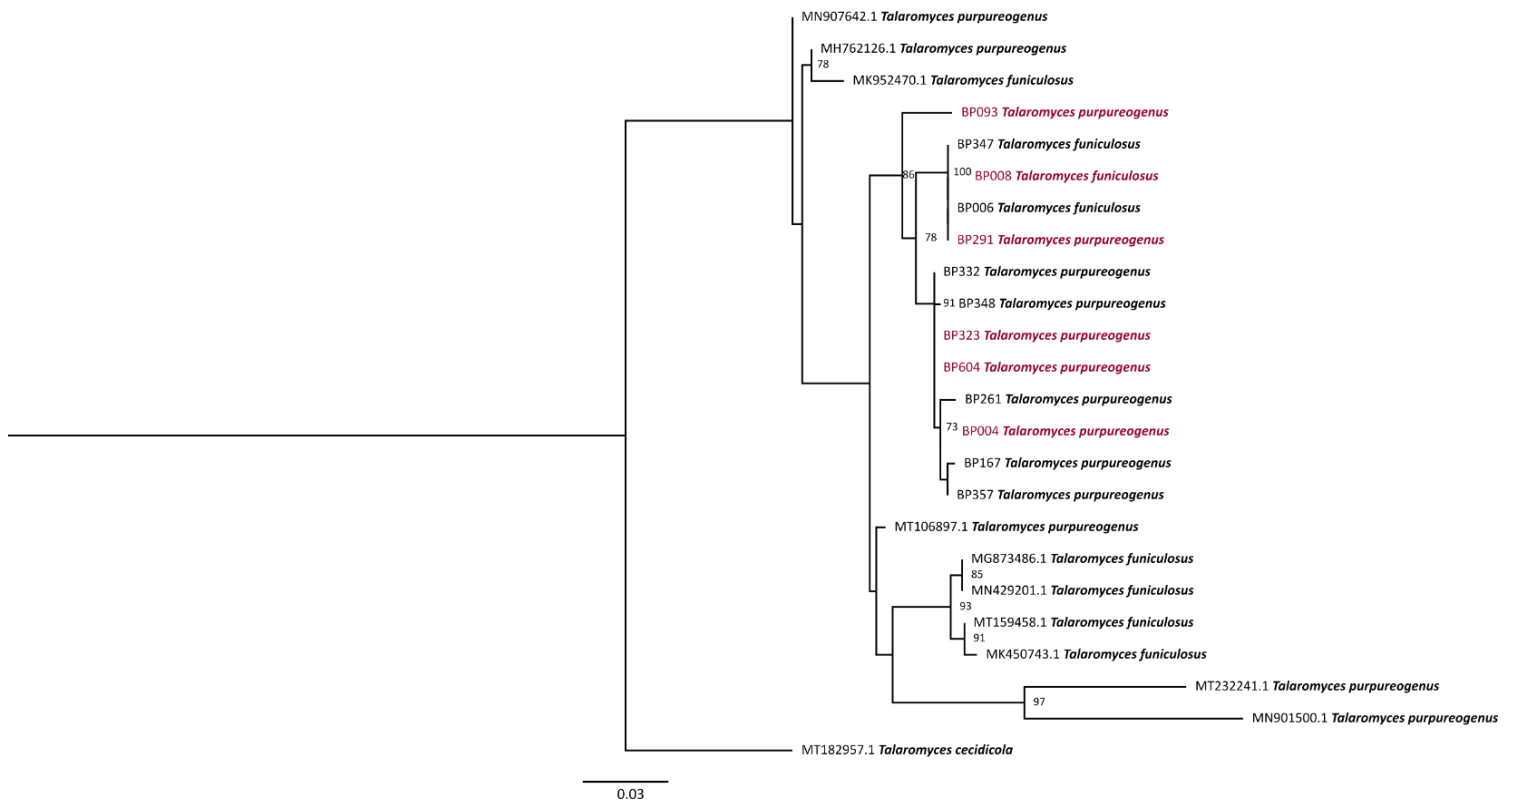 MN907642.1 Talaromyces purpureogenus
MH762126.1 Talaromyces purpureogenus
78
MK952470.1 Talaromyces funiculosus
BP093 Talaromyces purpureogenus
BP347 Talaromyces funiculosus
86
100 BP008 Talaromyces funiculosus
BP006 Talaromyces funiculosus
78 BP291 Talaromyces purpureogenus
BP332 Talaromyces purpureogenus
91 BP348 Talaromyces purpureogenus
BP323 Talaromyces purpureogenus
BP604 Talaromyces purpureogenus
BP261 Talaromyces purpureogenus
73 BP004 Talaromyces purpureogenus
BP167 Talaromyces purpureogenus
BP357 Talaromyces purpureogenus
MT106897.1 Talaromyces purpureogenus
MG873486.1 Talaromyces funiculosus
85
MN429201.1 Talaromyces funiculosus
93
MT159458.1 Talaromyces funiculosus
91
MK450743.1 Talaromyces funiculosus
MT232241.1 Talaromyces purpureogenus
97
MN901500.1 Talaromyces purpureogenus
MT182957.1 Talaromyces cecidicola
0.03